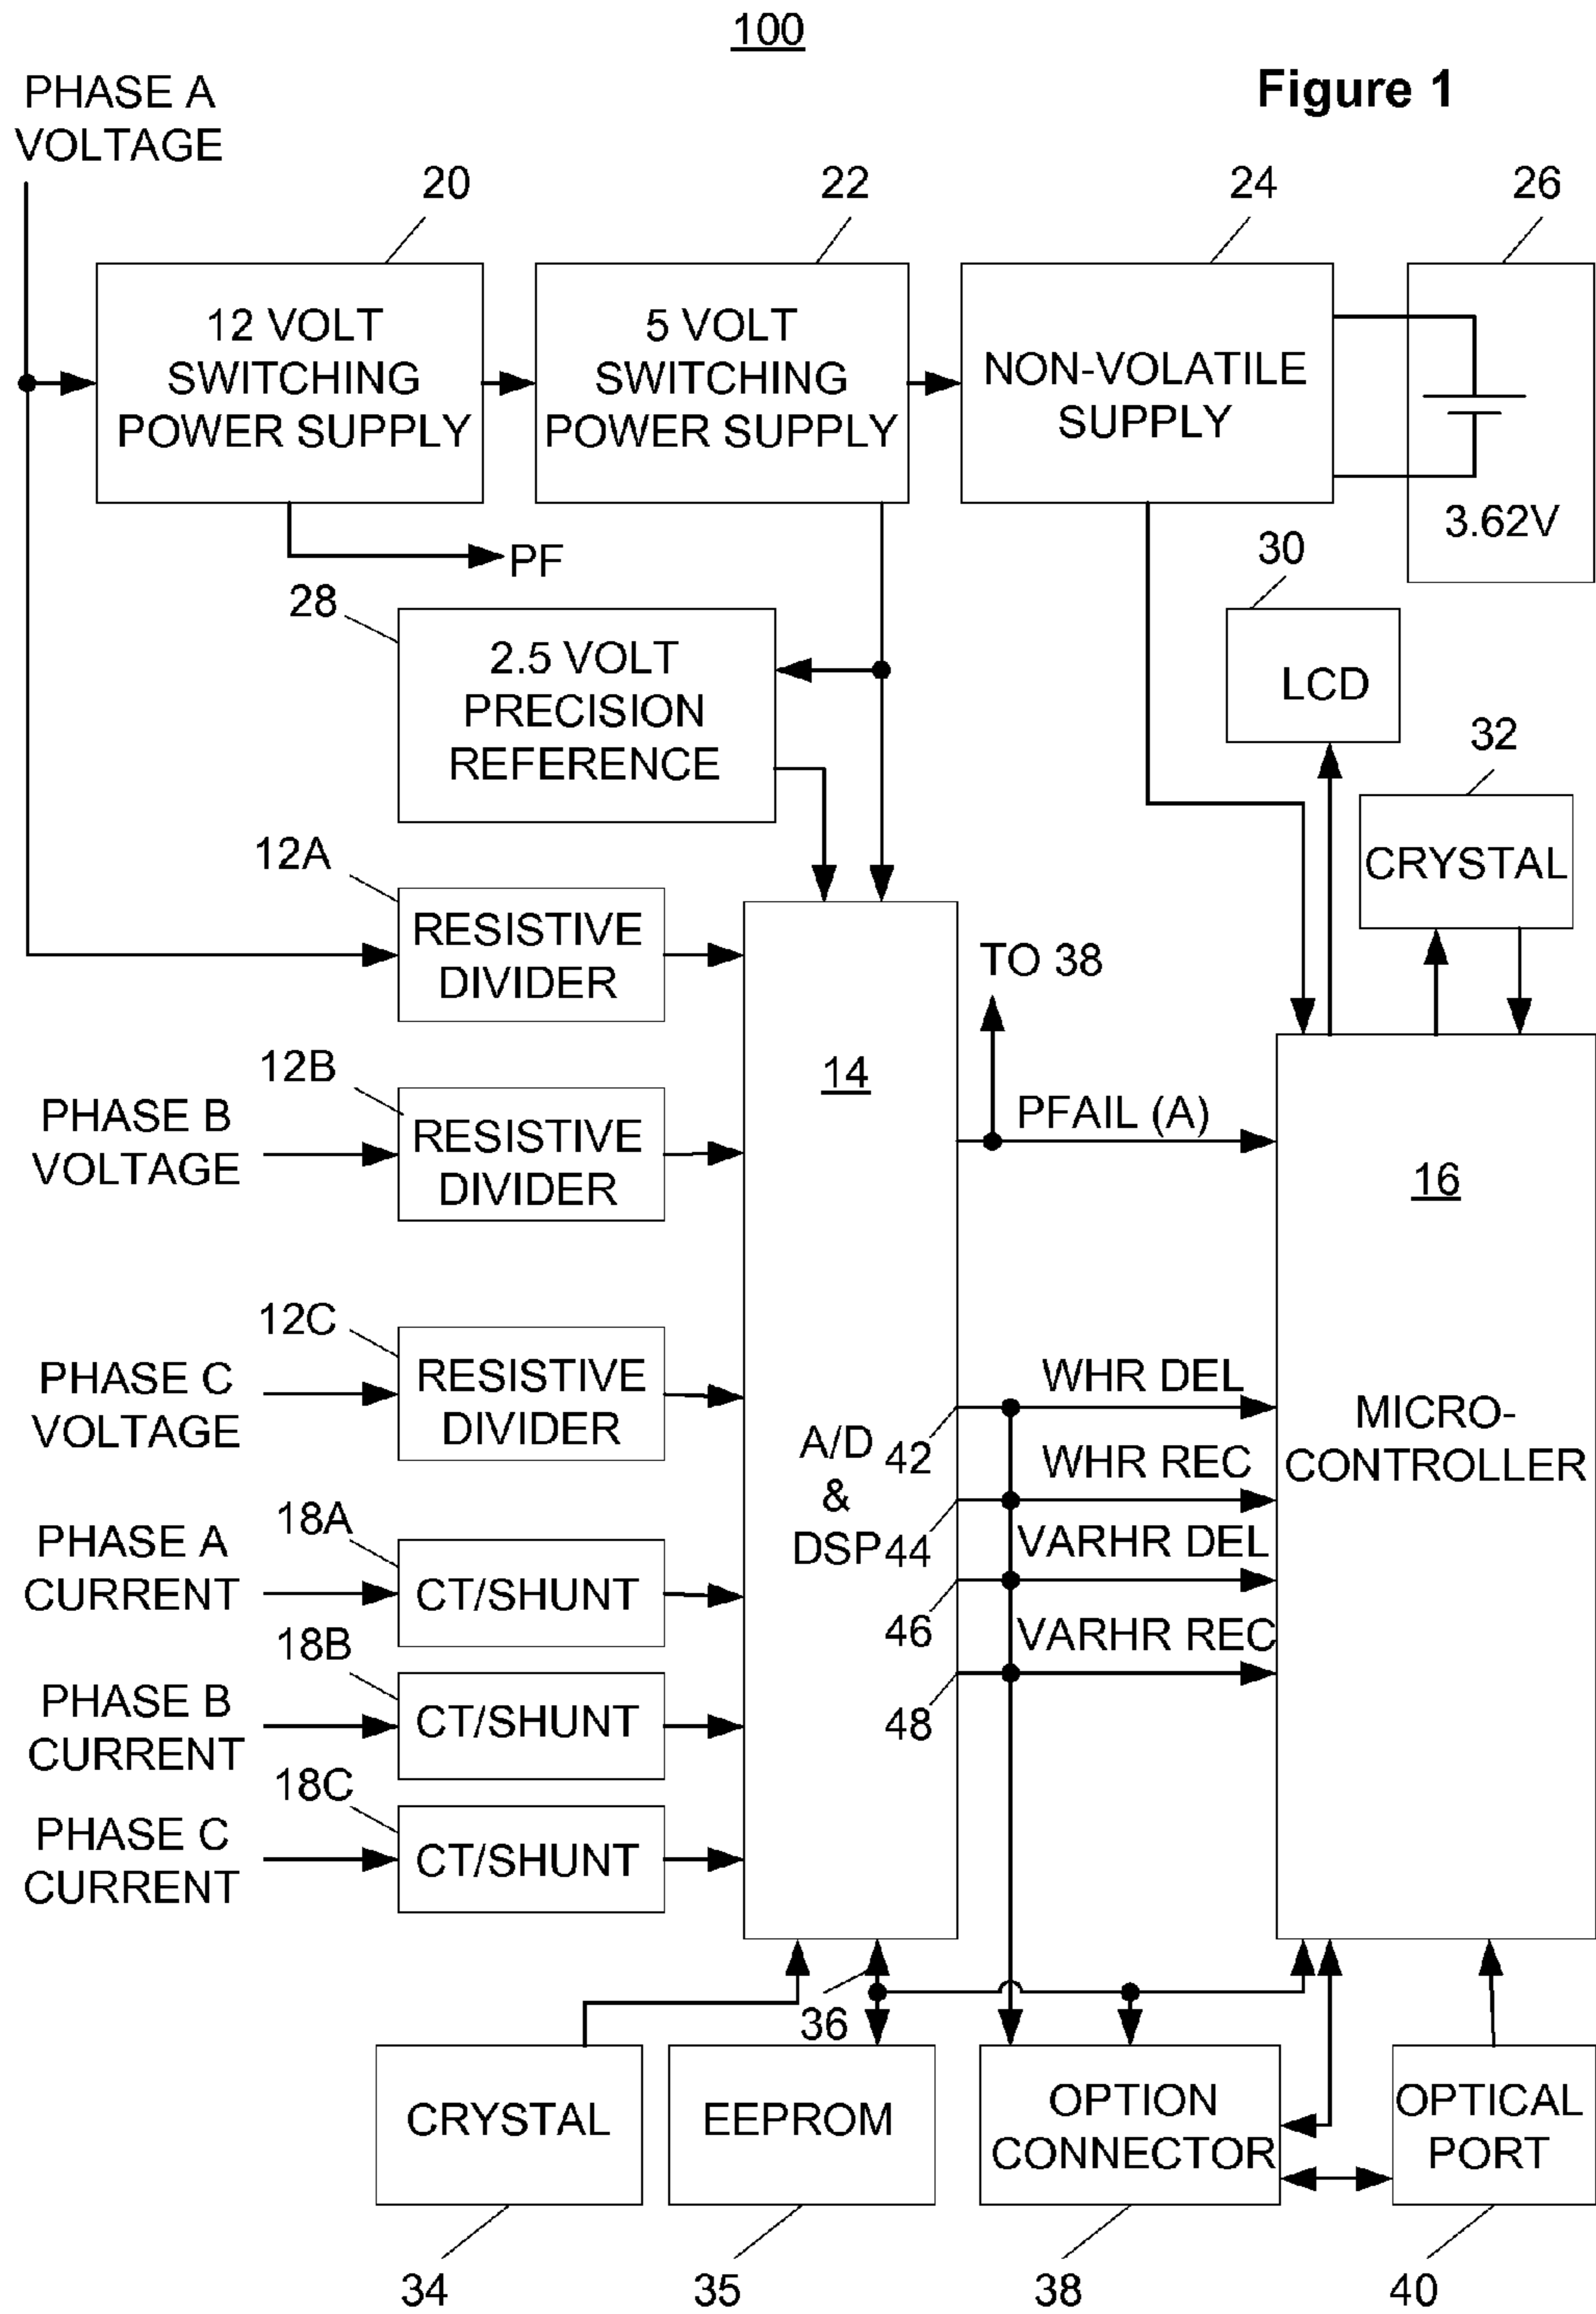 100
Figure 1
PHASE A
VOLTAGE
20
22
24
26
12 VOLT
SWITCHING
POWER SUPPLY
5 VOLT
SWITCHING
POWER SUPPLY
NON-VOLATILE
SUPPLY
3.62V
PF
30
LCD
28
2.5 VOLT
PRECISION
REFERENCE
32
CRYSTAL
12A
RESISTIVE
DIVIDER
TO 38
14
12B
PHASE B
VOLTAGE
RESISTIVE
DIVIDER
PFAIL (A)
16
12C
PHASE C
VOLTAGE
RESISTIVE
DIVIDER
WHR DEL
A/D
&
DSP
42
WHR REC
MICRO-
CONTROLLER
44
VARHR DEL
18A
PHASE A
CURRENT
CT/SHUNT
46
VARHR REC
18B
PHASE B
CURRENT
CT/SHUNT
48
18C
PHASE C
CURRENT
CT/SHUNT
36
CRYSTAL
EEPROM
OPTION
CONNECTOR
OPTICAL
PORT
34
35
38
40